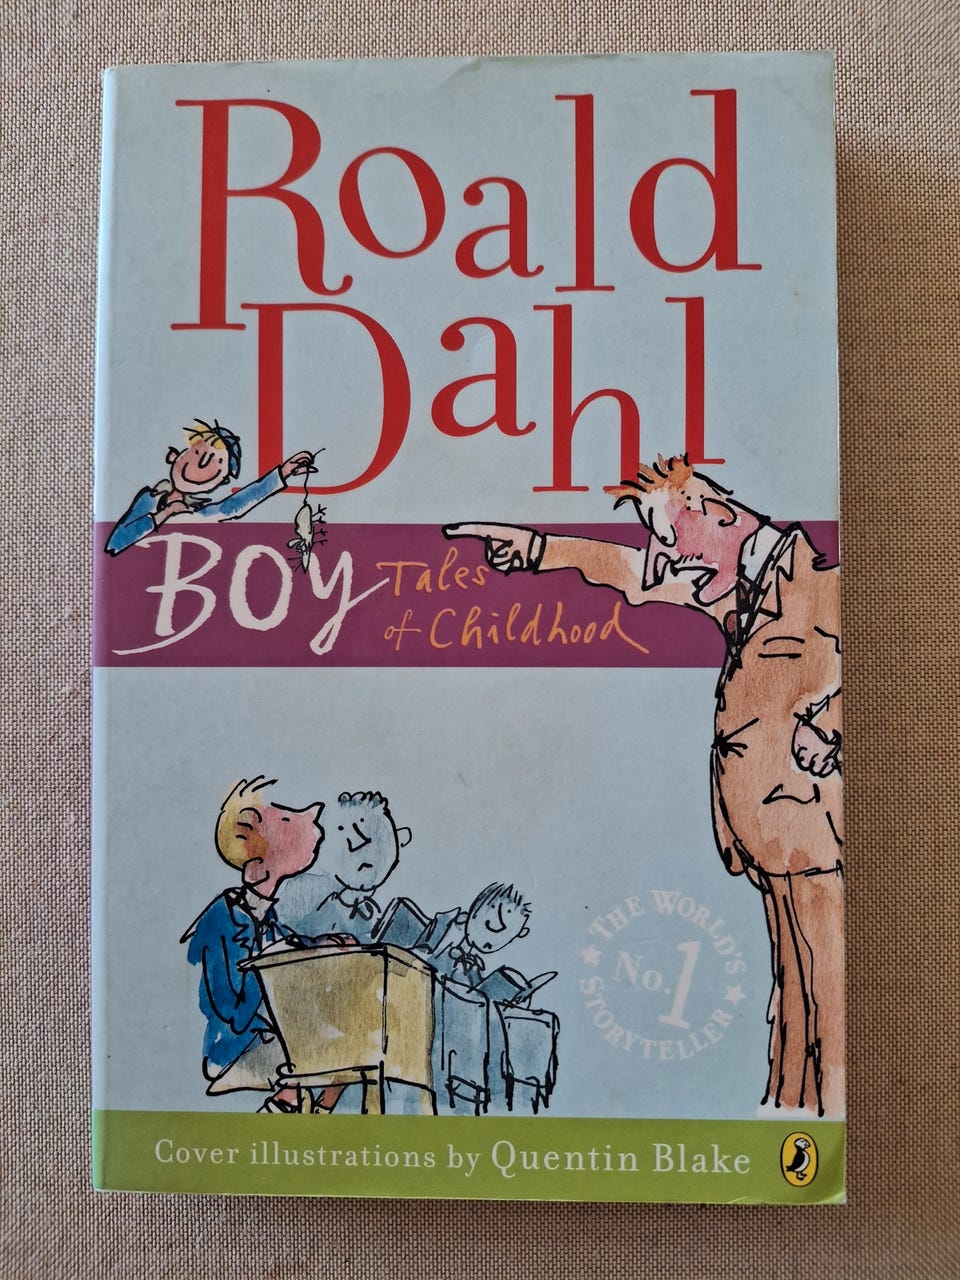 Roald
Dahl
BOY Tales
of Childhood
THE WORLD'S
No.1
STORYTELLER
Cover illustrations by Quentin Blake